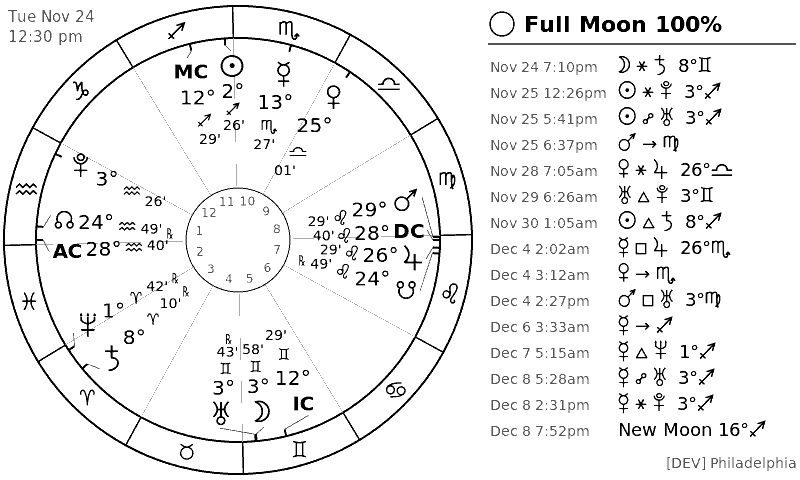 Tue Nov 24
12:30 pm
Full Moon 100%
Nov 24 7:10pm ☽ ⚹ ♄ 8°♊
Nov 25 12:26pm ☉ ⚹ ♇ 3°♐
Nov 25 5:41pm ☉ ☍ ♅ 3°♐
Nov 25 6:37pm ♂ → ♍
Nov 28 7:05am ♀ ⚹ ♃ 26°♎
Nov 29 6:26am ♅ △ ♇ 3°♊
Nov 30 1:05am ☉ △ ♄ 8°♐
Dec 4 2:02am ☿ □ ♃ 26°♏
Dec 4 3:12am ♀ → ♏
Dec 4 2:27pm ♂ □ ♅ 3°♍
Dec 6 3:33am ☿ → ♐
Dec 7 5:15am ☿ △ ♆ 1°♐
Dec 8 5:28am ☿ ☍ ♅ 3°♐
Dec 8 2:31pm ☿ ⚹ ♇ 3°♐
Dec 8 7:52pm New Moon 16°♐
[DEV] Philadelphia
♐ ♏
♑ ♎
♒ ♍
♓ ♌
♈ ♋
♉ ♊
MC 12° ♐ 29'
☉ 2° ♐ 26'
☿ 13° ♏ 27'
♀ 25° ♎ 01'
♇ 3° ♒ 26'
☊ 24° ♒ 49' ℞
AC 28° ♒ 40'
29' ♌ 29° ♂
40' ♌ 28° DC
29' ♌ 26° ♃
℞ 49' ♌ 24° ☋
♆ 1° ♈ 42' ℞
♄ 8° ♈ 10' ℞
℞ 43' ♊ 3° ♅
58' ♊ 3° ☽
29' ♊ 12° IC
11 10
12 9
1 8
2 7
3 6
4 5